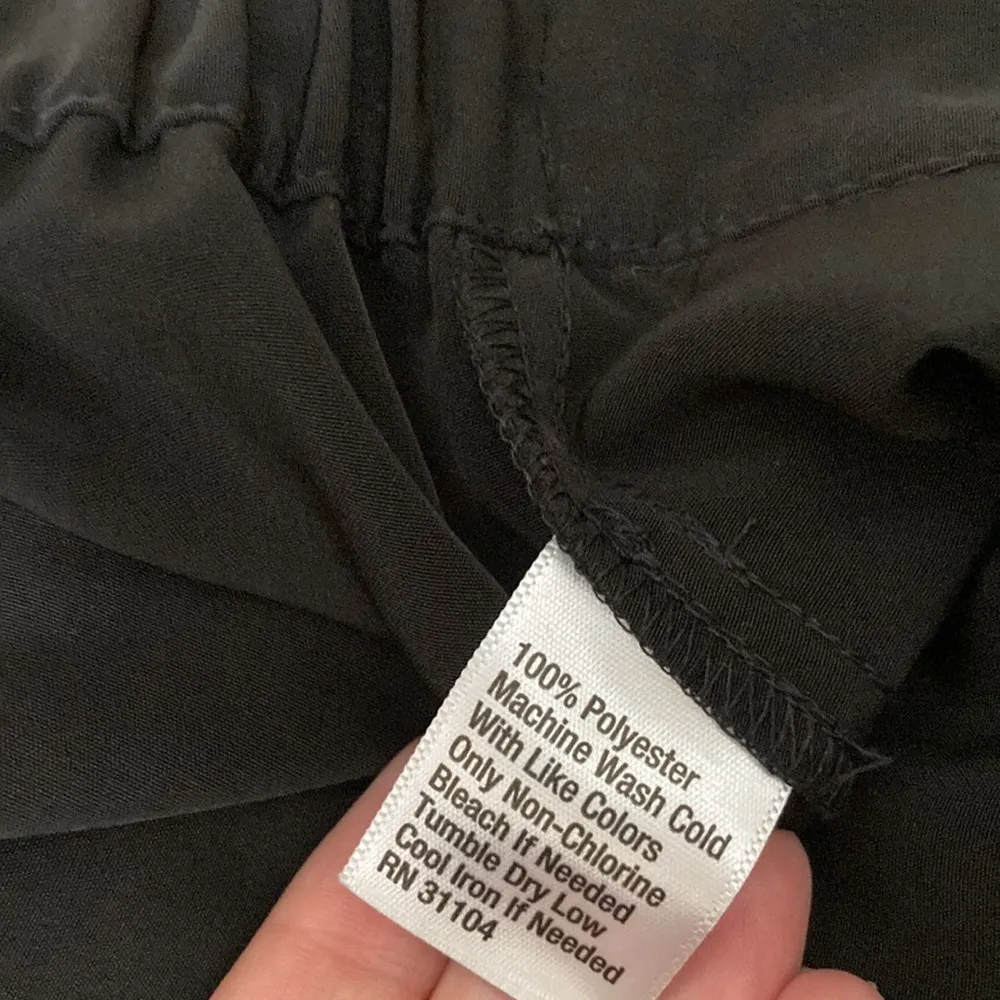 100% Polyester
Machine Wash Cold
With Like Colors
Only Non-Chlorine
Bleach If Needed
Tumble Dry Low
Cool Iron If Needed
RN 31104